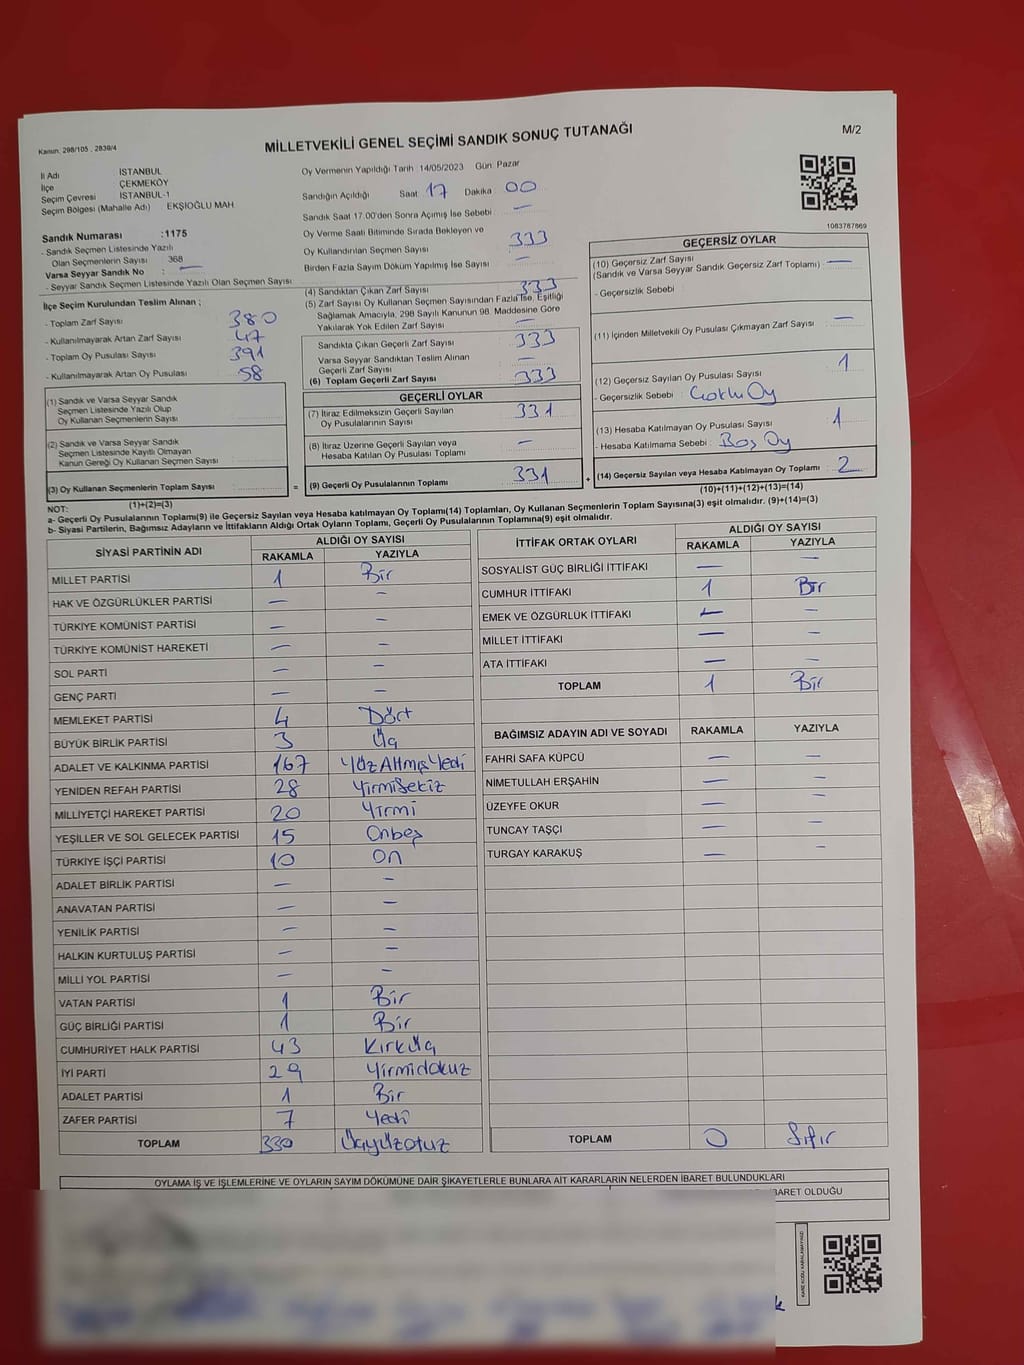 Kanun. 298/105 , 2839/4
MİLLETVEKİLİ GENEL SEÇİMİ SANDIK SONUÇ TUTANAĞI
M/2
İl Adı İSTANBUL
İlçe ÇEKMEKÖY
Seçim Çevresi İSTANBUL-1
Seçim Bölgesi (Mahalle Adı) EKŞİOĞLU MAH.
Oy Vermenin Yapıldığı Tarih 14/05/2023 Gün Pazar
Sandığın Açıldığı Saat 17 Dakika 00
Sandık Saat 17.00'den Sonra Açılmış İse Sebebi —
Oy Verme Saati Bitiminde Sırada Bekleyen ve
Oy Kullandırılan Seçmen Sayısı 333
Birden Fazla Sayım Döküm Yapılmış İse Sayısı —
1083787869
Sandık Numarası :1175
- Sandık Seçmen Listesinde Yazılı
Olan Seçmenlerin Sayısı 368
Varsa Seyyar Sandık No : —
- Seyyar Sandık Seçmen Listesinde Yazılı Olan Seçmen Sayısı
İlçe Seçim Kurulundan Teslim Alınan ;
- Toplam Zarf Sayısı 380
- Kullanılmayarak Artan Zarf Sayısı 47
- Toplam Oy Pusulası Sayısı 391
- Kullanılmayarak Artan Oy Pusulası 58
(1) Sandık ve Varsa Seyyar Sandık
Seçmen Listesinde Yazılı Olup
Oy Kullanan Seçmenlerin Sayısı
(2) Sandık ve Varsa Seyyar Sandık
Seçmen Listesinde Kayıtlı Olmayan
Kanun Gereği Oy Kullanan Seçmen Sayısı
(3) Oy Kullanan Seçmenlerin Toplam Sayısı
(1)+(2)=(3)
(4) Sandıktan Çıkan Zarf Sayısı 333
(5) Zarf Sayısı Oy Kullanan Seçmen Sayısından Fazla İse, Eşitliği
Sağlamak Amacıyla, 298 Sayılı Kanunun 98. Maddesine Göre
Yakılarak Yok Edilen Zarf Sayısı —
Sandıkta Çıkan Geçerli Zarf Sayısı 333
Varsa Seyyar Sandıktan Teslim Alınan
Geçerli Zarf Sayısı —
(6) Toplam Geçerli Zarf Sayısı 333
GEÇERLİ OYLAR
(7) İtiraz Edilmeksizin Geçerli Sayılan
Oy Pusulalarının Sayısı 331
(8) İtiraz Üzerine Geçerli Sayılan veya
Hesaba Katılan Oy Pusulası Toplamı —
= (9) Geçerli Oy Pusulalarının Toplamı 331
GEÇERSİZ OYLAR
(10) Geçersiz Zarf Sayısı
(Sandık ve Varsa Seyyar Sandık Geçersiz Zarf Toplamı) —
- Geçersizlik Sebebi :
(11) İçinden Milletvekili Oy Pusulası Çıkmayan Zarf Sayısı : —
(12) Geçersiz Sayılan Oy Pusulası Sayısı : 1
- Geçersizlik Sebebi : Çoklu Oy
(13) Hesaba Katılmayan Oy Pusulası Sayısı : 1
- Hesaba Katılmama Sebebi : Boş Oy
+ (14) Geçersiz Sayılan veya Hesaba Katılmayan Oy Toplamı : 2
(10)+(11)+(12)+(13)=(14)
NOT:
a- Geçerli Oy Pusulalarının Toplamı(9) ile Geçersiz Sayılan veya Hesaba katılmayan Oy Toplamı(14) Toplamları, Oy Kullanan Seçmenlerin Toplam Sayısına(3) eşit olmalıdır. (9)+(14)=(3)
b- Siyasi Partilerin, Bağımsız Adayların ve İttifakların Aldığı Ortak Oyların Toplamı, Geçerli Oy Pusulalarının Toplamına(9) eşit olmalıdır.
SİYASİ PARTİNİN ADI ALDIĞI OY SAYISI
RAKAMLA YAZIYLA
MİLLET PARTİSİ 1 Bir
HAK VE ÖZGÜRLÜKLER PARTİSİ — —
TÜRKİYE KOMÜNİST PARTİSİ — —
TÜRKİYE KOMÜNİST HAREKETİ — —
SOL PARTİ — —
GENÇ PARTİ — —
MEMLEKET PARTİSİ 4 Dört
BÜYÜK BİRLİK PARTİSİ 3 Üç
ADALET VE KALKINMA PARTİSİ 167 YüzAltmışYedi
YENİDEN REFAH PARTİSİ 28 YirmiSekiz
MİLLİYETÇİ HAREKET PARTİSİ 20 Yirmi
YEŞİLLER VE SOL GELECEK PARTİSİ 15 Onbeş
TÜRKİYE İŞÇİ PARTİSİ 10 On
ADALET BİRLİK PARTİSİ — —
ANAVATAN PARTİSİ — —
YENİLİK PARTİSİ — —
HALKIN KURTULUŞ PARTİSİ — —
MİLLİ YOL PARTİSİ — —
VATAN PARTİSİ 1 Bir
GÜÇ BİRLİĞİ PARTİSİ 1 Bir
CUMHURİYET HALK PARTİSİ 43 KırkÜç
İYİ PARTİ 29 Yirmidokuz
ADALET PARTİSİ 1 Bir
ZAFER PARTİSİ 7 Yedi
TOPLAM 330 ÜçyüzOtuz
İTTİFAK ORTAK OYLARI ALDIĞI OY SAYISI
RAKAMLA YAZIYLA
SOSYALİST GÜÇ BİRLİĞİ İTTİFAKI — —
CUMHUR İTTİFAKI 1 Bir
EMEK VE ÖZGÜRLÜK İTTİFAKI — —
MİLLET İTTİFAKI — —
ATA İTTİFAKI — —
TOPLAM 1 Bir
BAĞIMSIZ ADAYIN ADI VE SOYADI RAKAMLA YAZIYLA
FAHRİ SAFA KÜPCÜ — —
NİMETULLAH ERŞAHİN — —
ÜZEYFE OKUR — —
TUNCAY TAŞÇI — —
TURGAY KARAKUŞ — —
TOPLAM 0 Sıfır
OYLAMA İŞ VE İŞLEMLERİNE VE OYLARIN SAYIM DÖKÜMÜNE DAİR ŞİKAYETLERLE BUNLARA AİT KARARLARIN NELERDEN İBARET BULUNDUKLARI
BARET OLDUĞU
KARE KODU KARALAMAYINIZ!